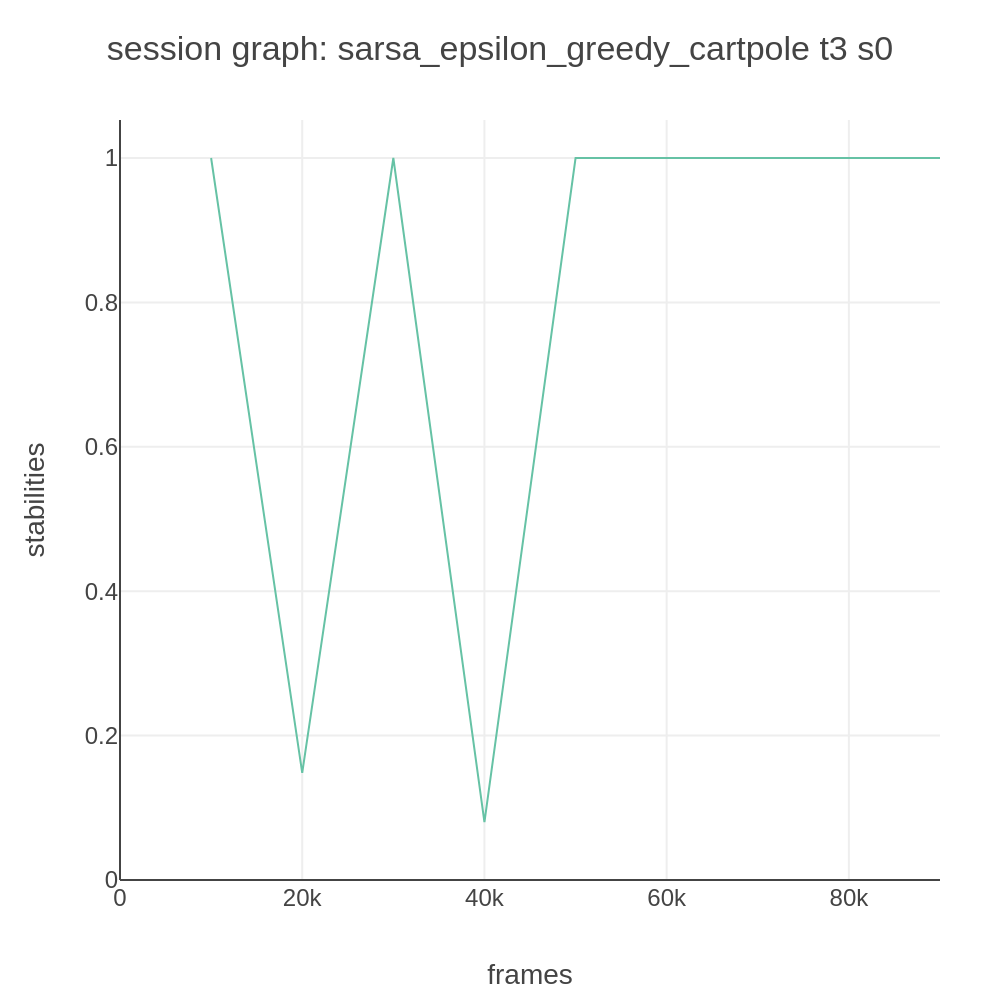 session graph: sarsa_epsilon_greedy_cartpole t3 s0
1
0.8
0.6
0.4
0.2
0
stabilities
0
20k
40k
60k
80k
frames